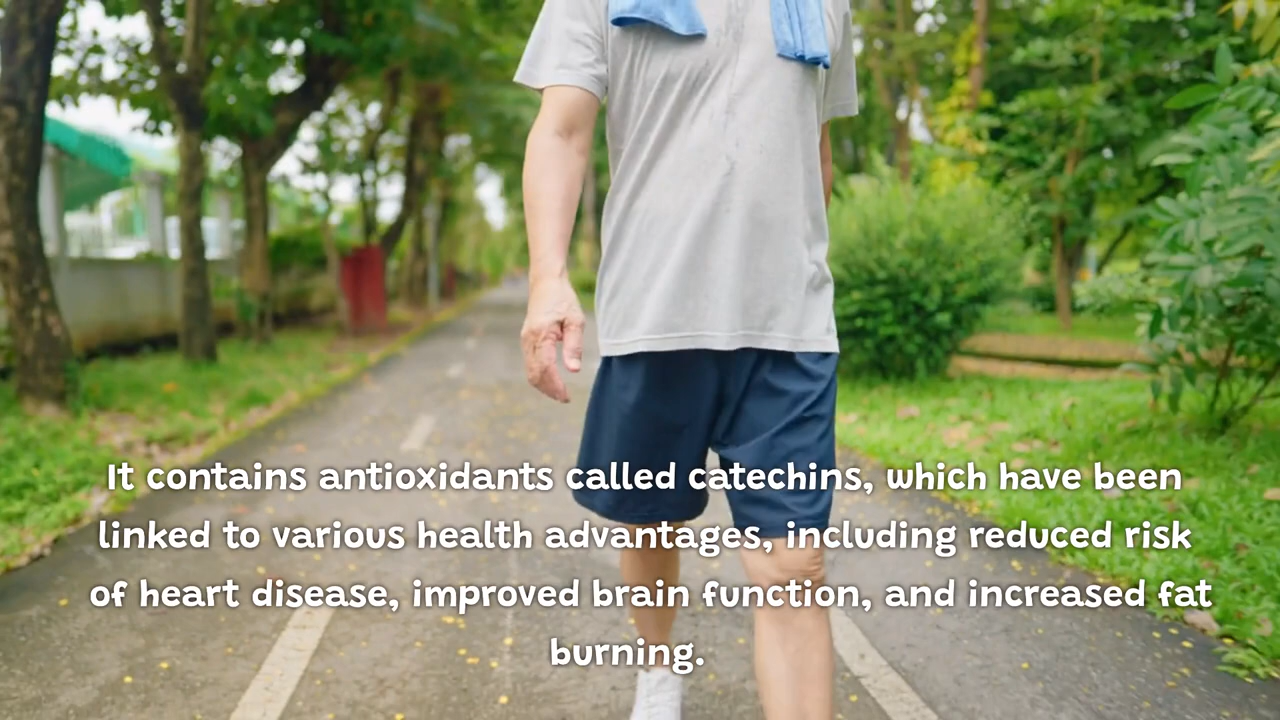 It contains antioxidants called catechins, which have been
linked to various health advantages, including reduced risk
of heart disease, improved brain function, and increased fat
burning.